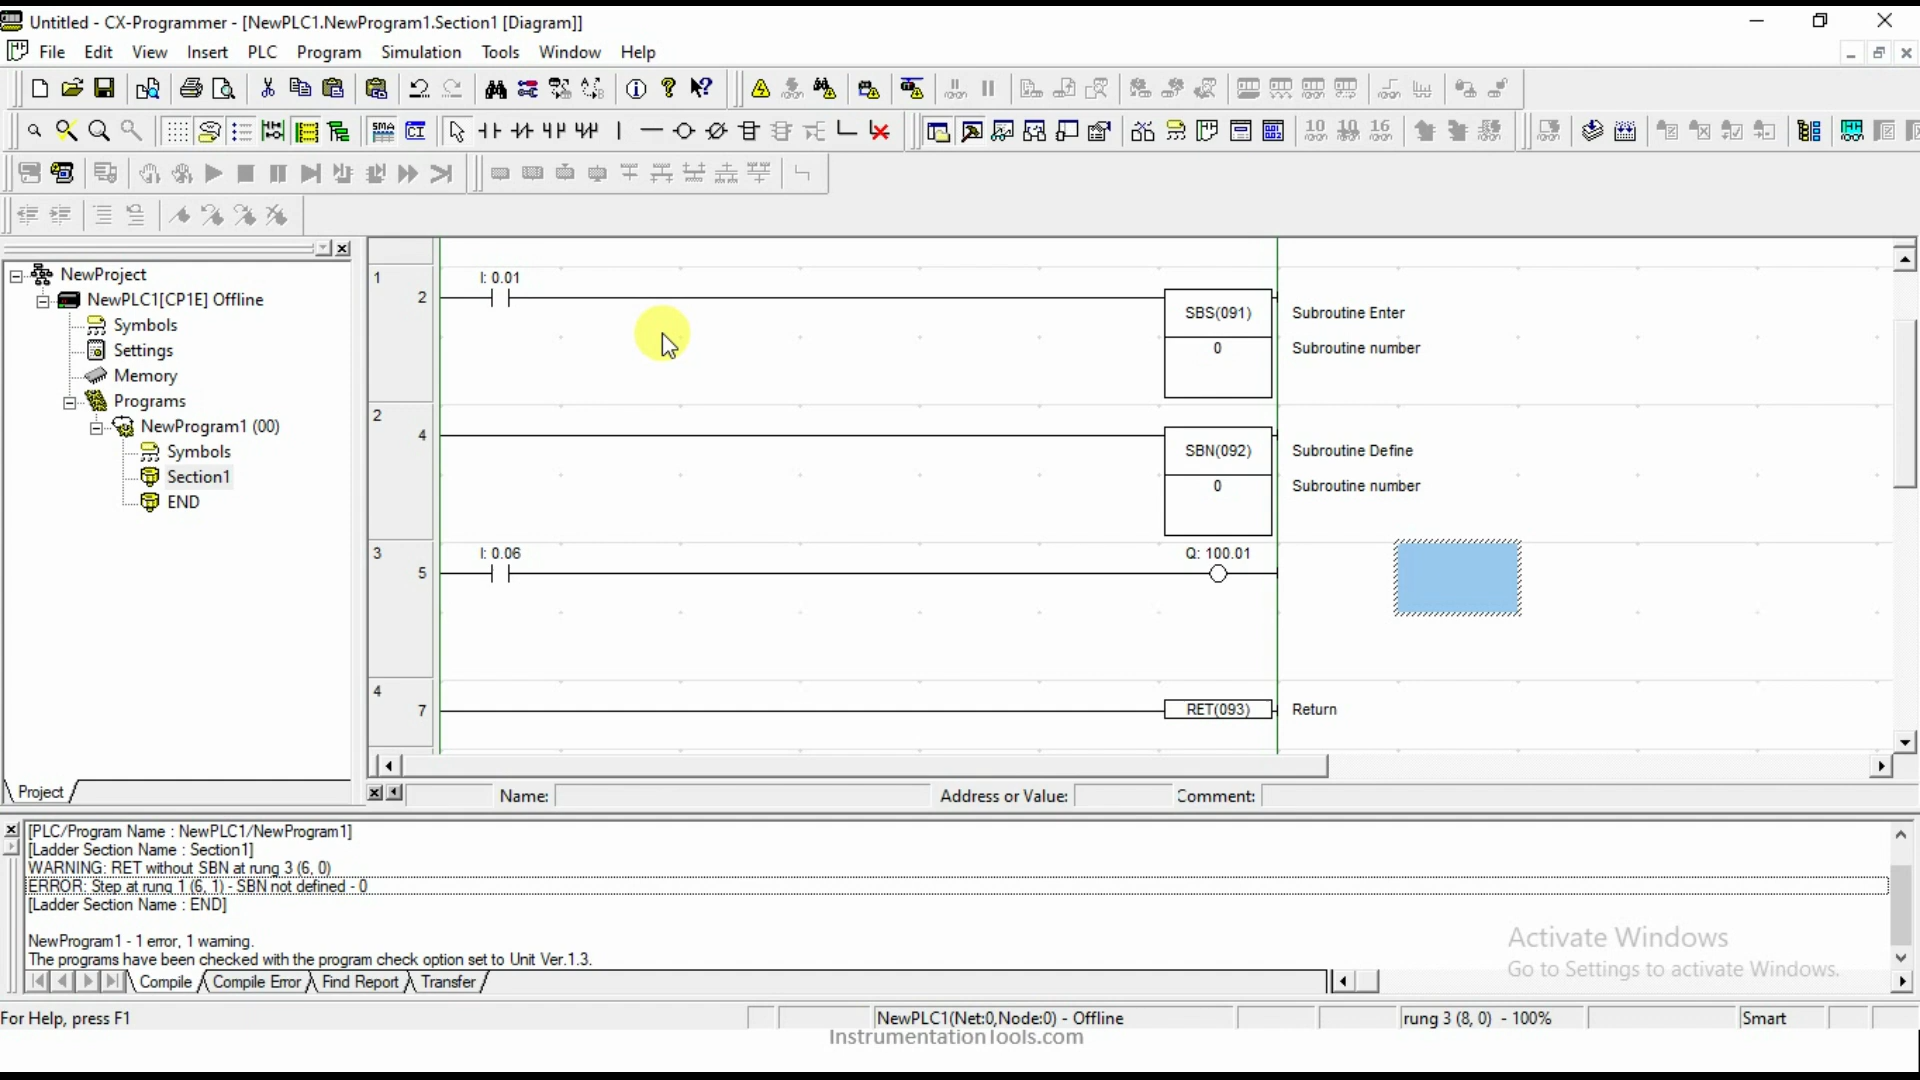 Untitled - CX-Programmer - [NewPLC1.NewProgram1.Section1 [Diagram]]
File Edit View Insert PLC Program Simulation Tools Window Help
SMA
CI
10 10 16
NewProject
NewPLC1[CP1E] Offline
Symbols
Settings
Memory
Programs
NewProgram1 (00)
Symbols
Section1
END
Project
1
2
I: 0.01
SBS(091)
Subroutine Enter
0
Subroutine number
2
4
SBN(092)
Subroutine Define
0
Subroutine number
3
5
I: 0.06
Q: 100.01
4
7
RET(093)
Return
Name: Address or Value: Comment:
[PLC/Program Name : NewPLC1/NewProgram1]
[Ladder Section Name : Section1]
WARNING: RET without SBN at rung 3 (6, 0)
ERROR: Step at rung 1 (6, 1) - SBN not defined - 0
[Ladder Section Name : END]
NewProgram1 - 1 error, 1 warning.
The programs have been checked with the program check option set to Unit Ver.1.3.
Compile Compile Error Find Report Transfer
Activate Windows
Go to Settings to activate Windows.
For Help, press F1
NewPLC1(Net:0,Node:0) - Offline
rung 3 (8, 0) - 100%
Smart
InstrumentationTools.com